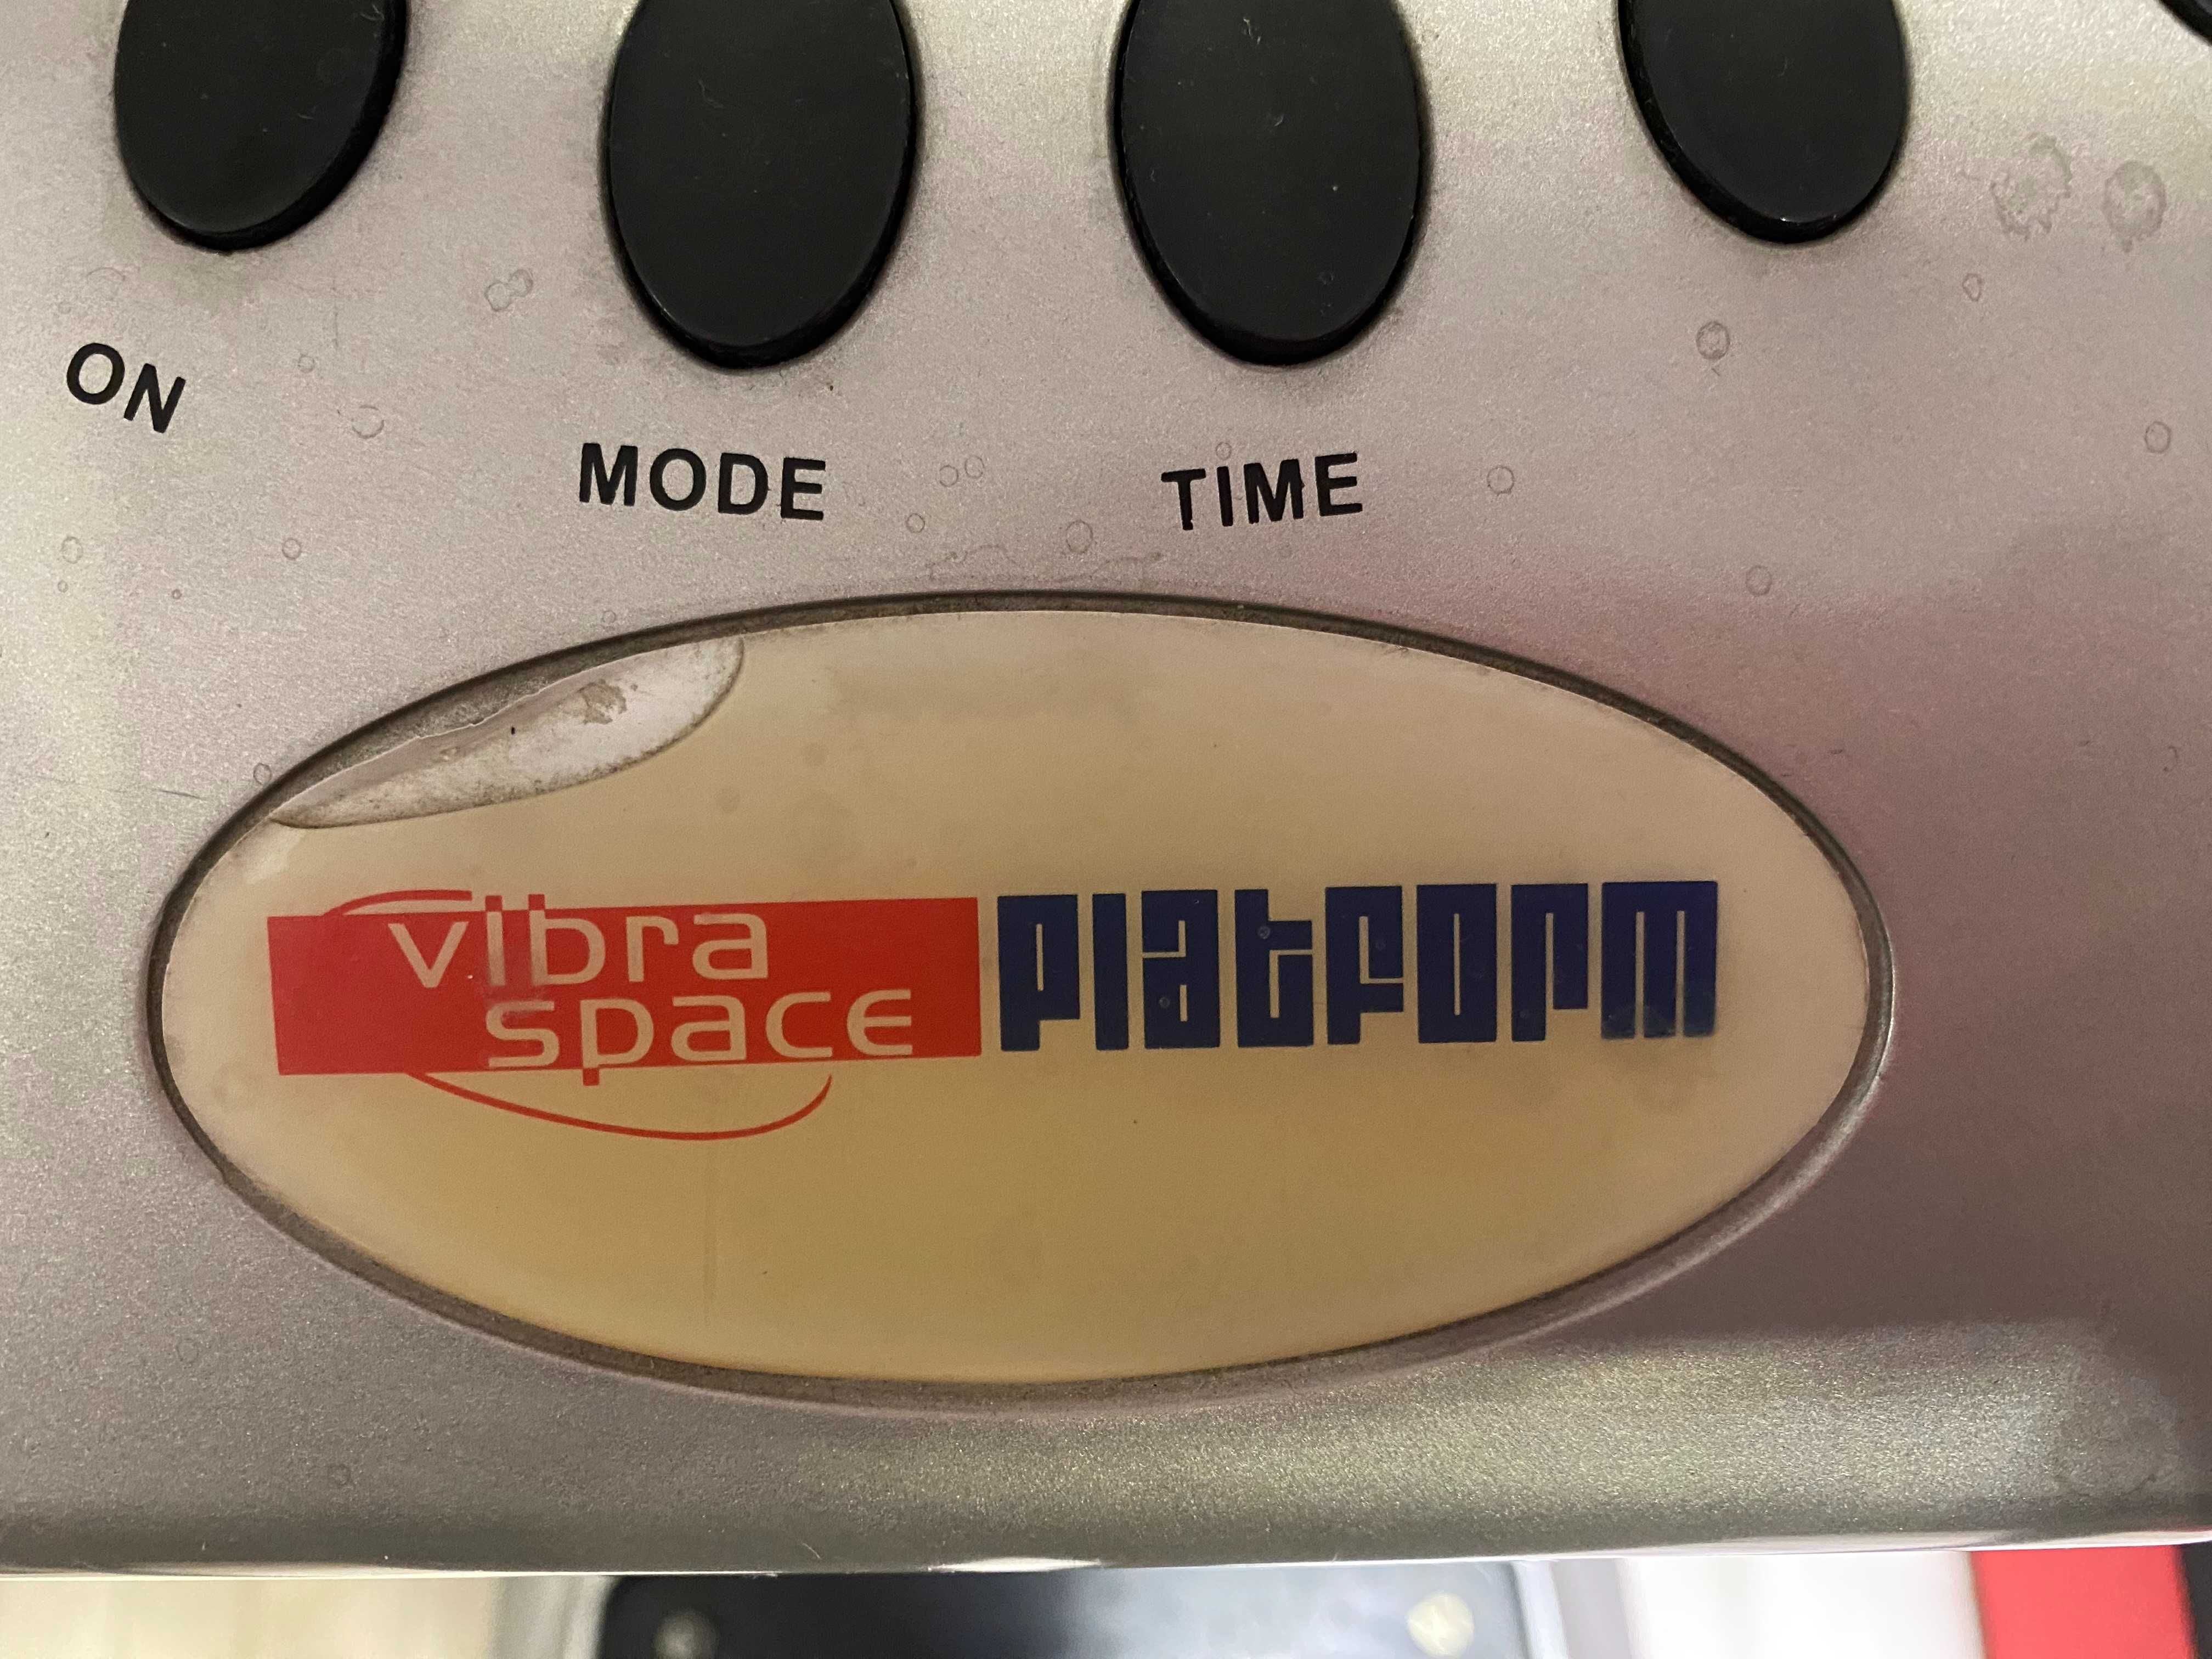 ON
MODE
TIME
vibra
space
Platform